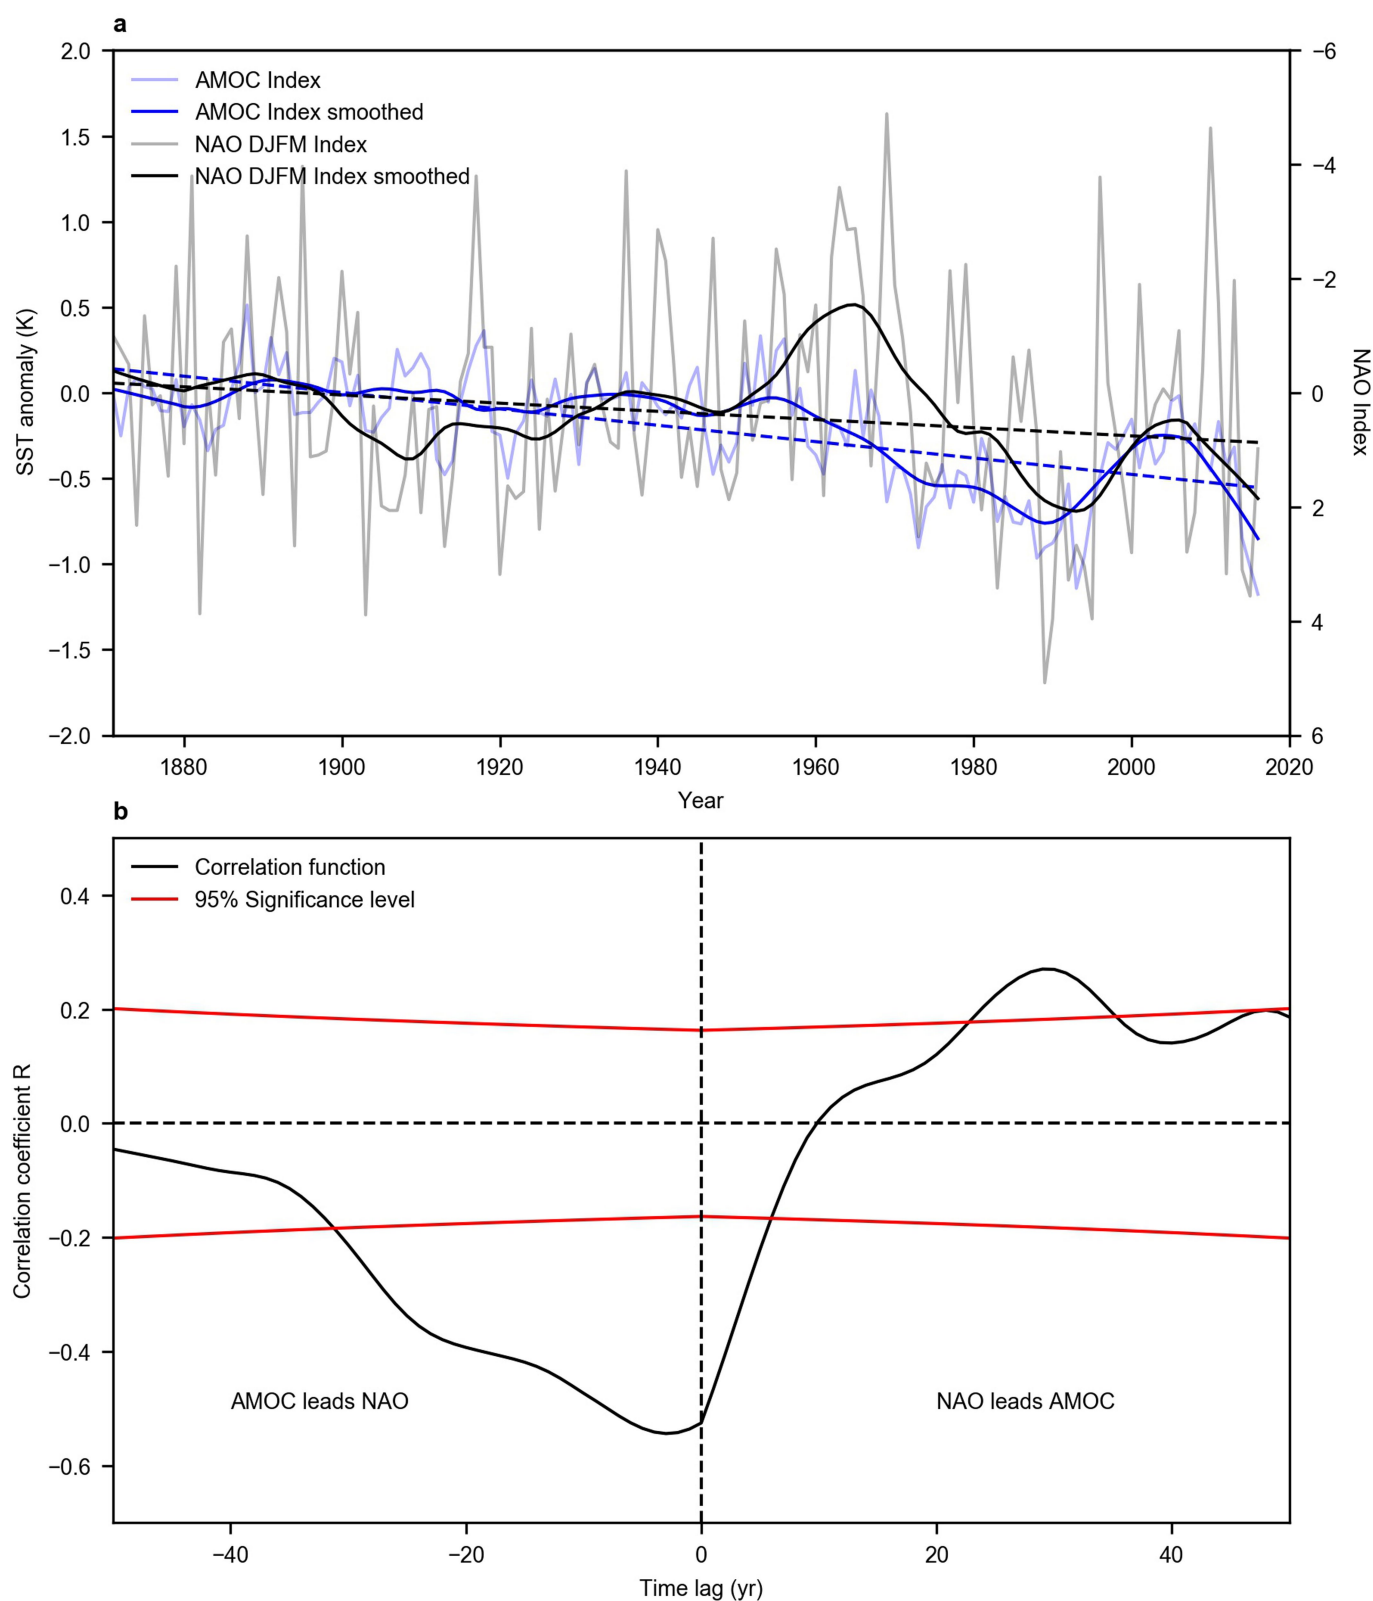 a
2.0
1.5
1.0
0.5
0.0
−0.5
−1.0
−1.5
−2.0
SST anomaly (K)
AMOC Index
AMOC Index smoothed
NAO DJFM Index
NAO DJFM Index smoothed
−6
−4
−2
0
2
4
6
NAO Index
1880 1900 1920 1940 1960 1980 2000 2020
Year
b
0.4
0.2
0.0
−0.2
−0.4
−0.6
Correlation coefficient R
Correlation function
95% Significance level
AMOC leads NAO
NAO leads AMOC
−40 −20 0 20 40
Time lag (yr)